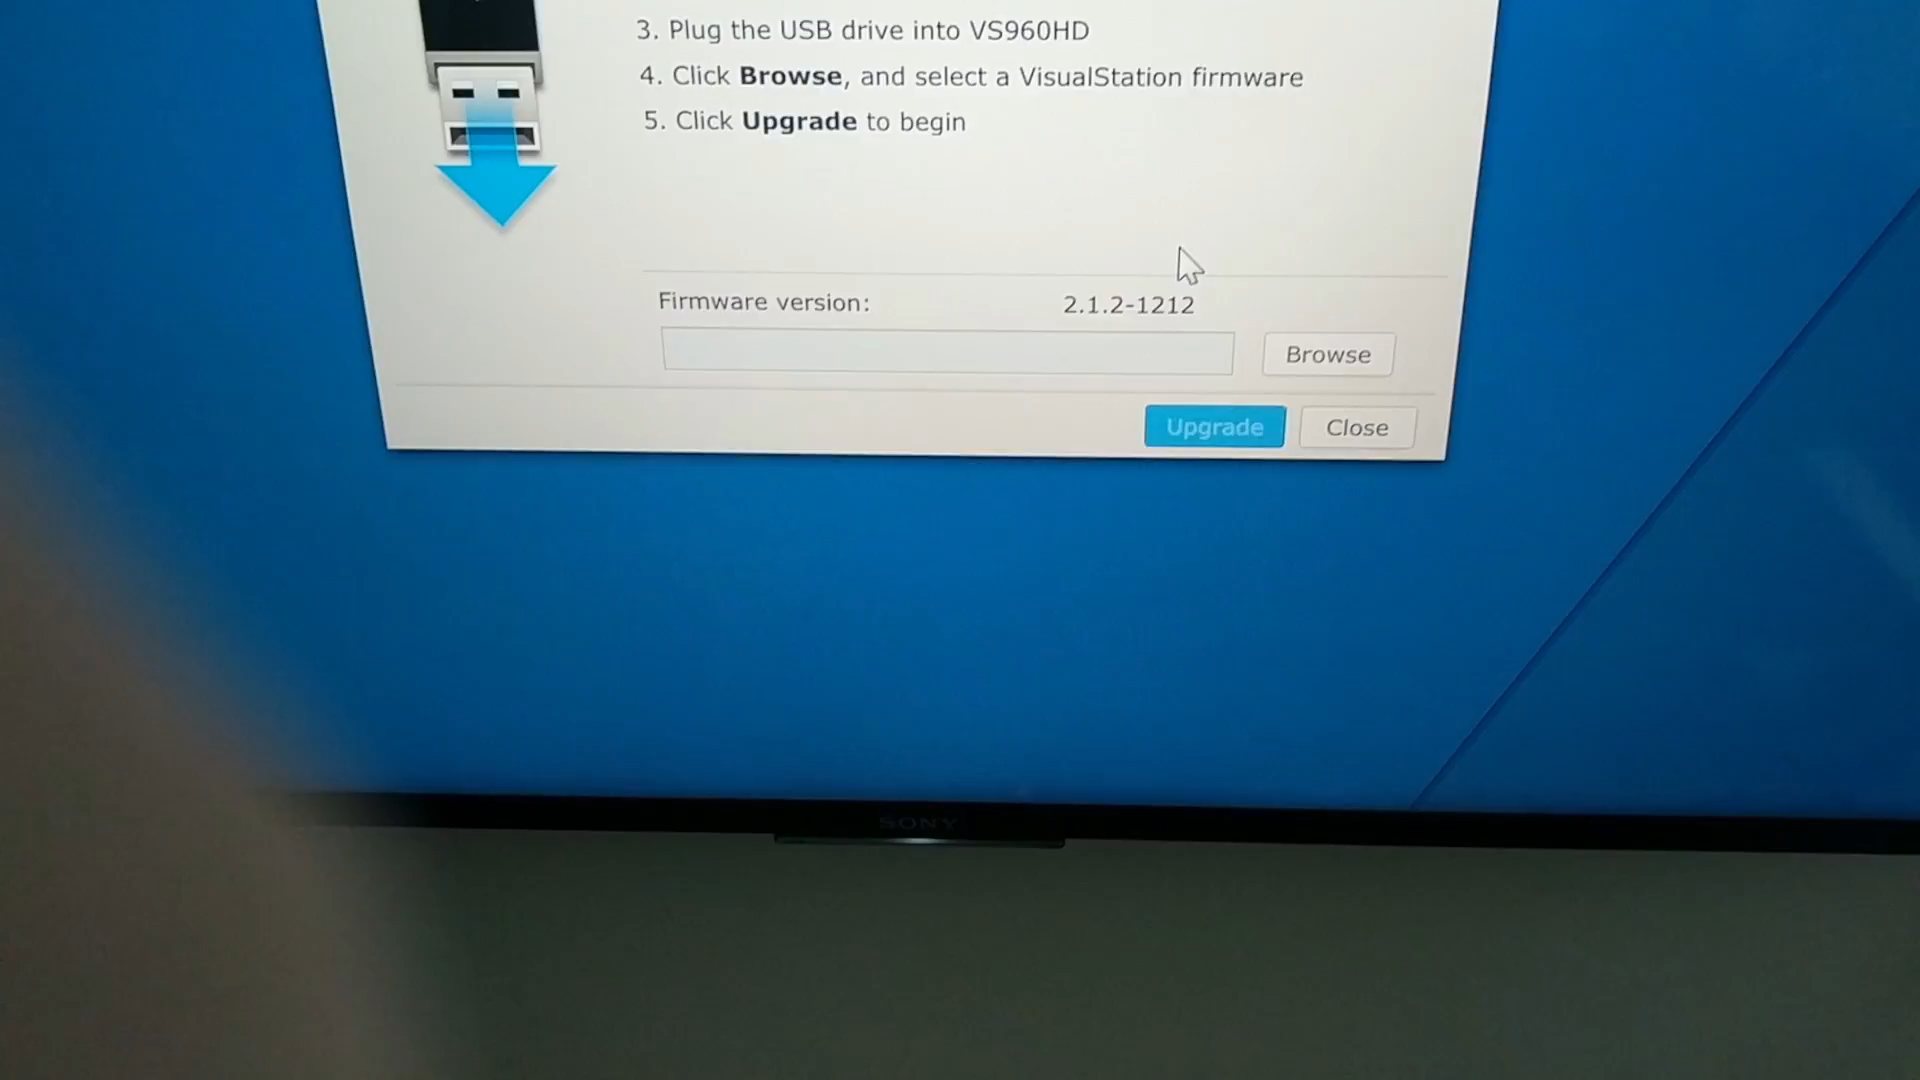 3. Plug the USB drive into VS960HD
4. Click Browse, and select a VisualStation firmware
5. Click Upgrade to begin
Firmware version: 2.1.2-1212
Browse
Upgrade Close
SONY